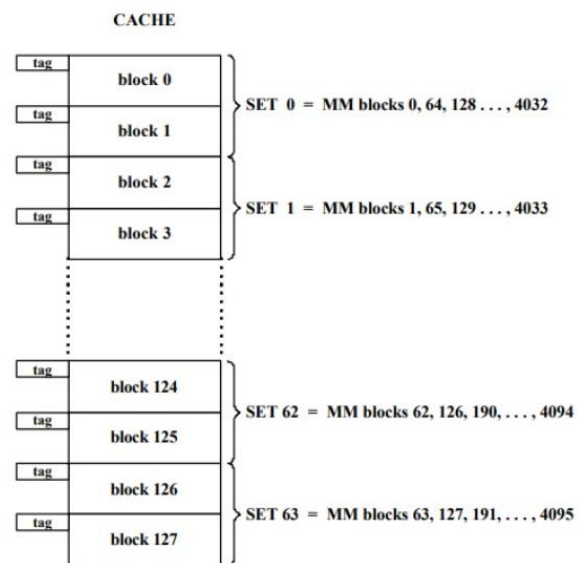 CACHE
tag
block 0
SET 0 = MM blocks 0, 64, 128 . . . , 4032
tag
block 1
tag
block 2
SET 1 = MM blocks 1, 65, 129 . . . , 4033
tag
block 3
tag
block 124
SET 62 = MM blocks 62, 126, 190, . . . , 4094
tag
block 125
tag
block 126
SET 63 = MM blocks 63, 127, 191, . . . , 4095
tag
block 127